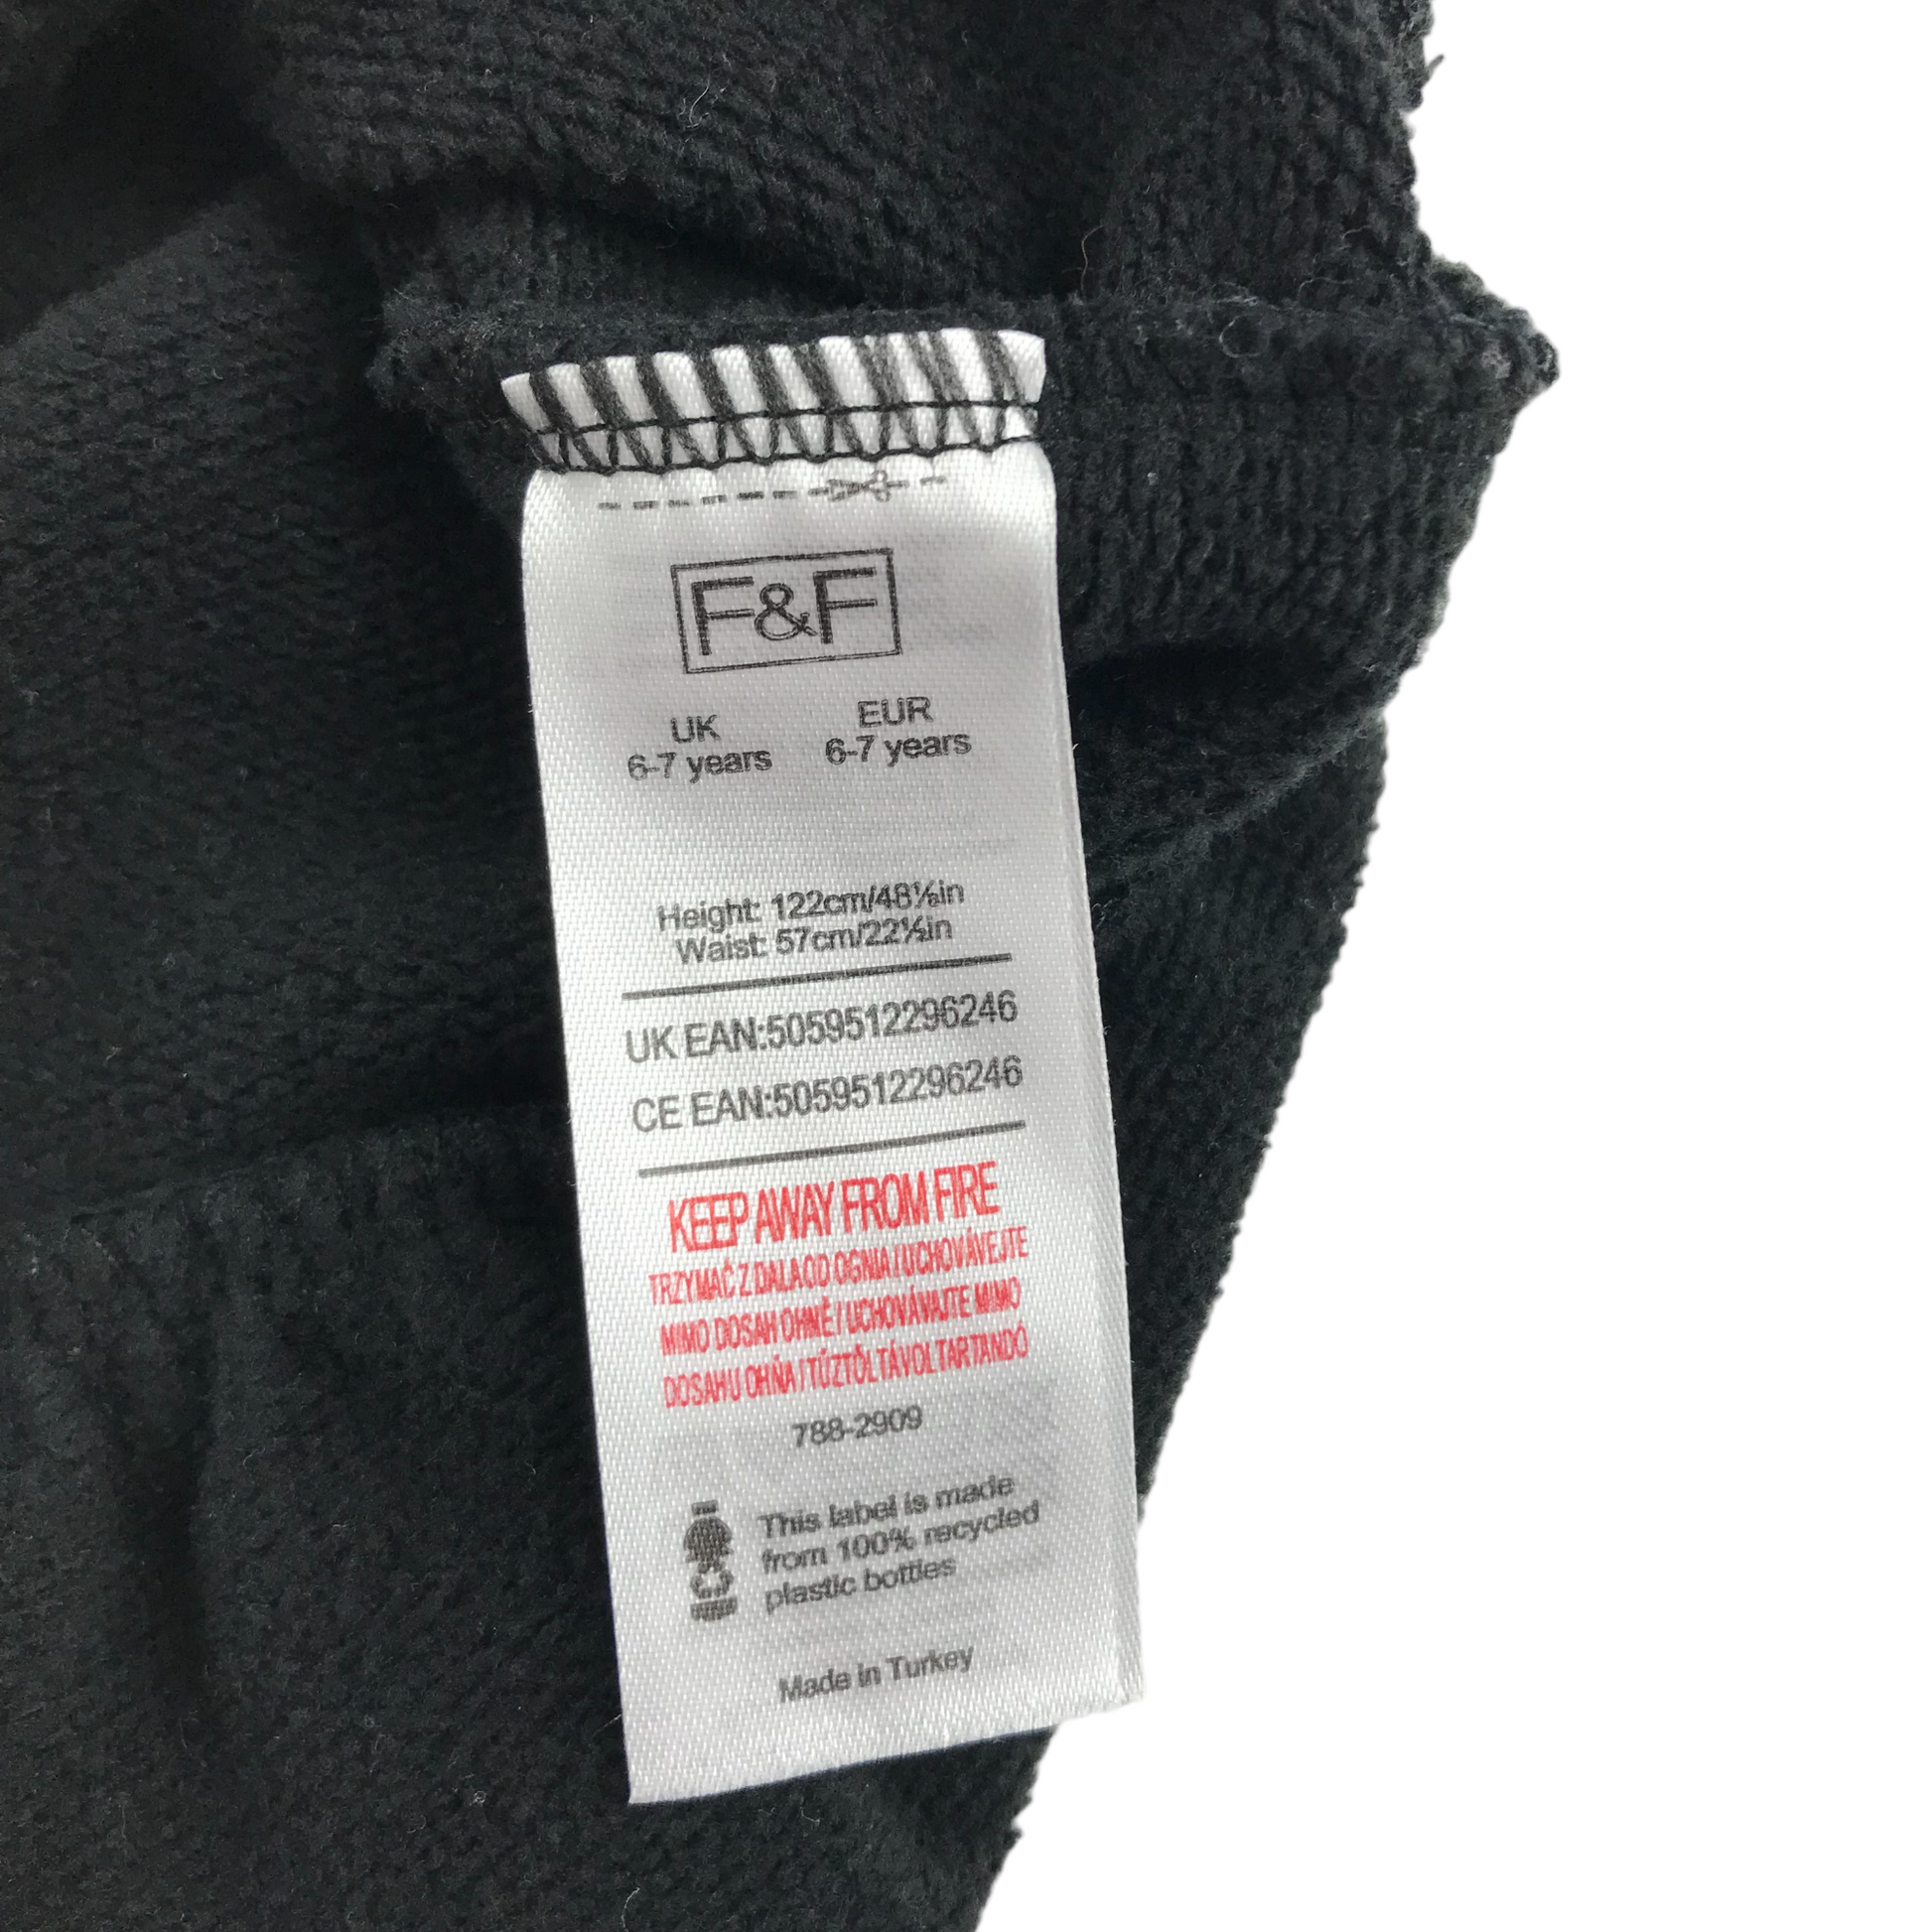 F&F
UK EUR
6-7 years 6-7 years
Height: 122cm/48⅛in
Waist: 57cm/22½in
UK EAN:5059512296246
CE EAN:5059512296246
KEEP AWAY FROM FIRE
TRZYMAĆ Z DALA OD OGNIA / UCHOVÁVEJTE
MIMO DOSAH OHNĚ / UCHOVÁVAJTE MIMO
DOSAHU OHŇA / TŰZTŐL TÁVOL TARTANDÓ
788-2909
This label is made
from 100% recycled
plastic bottles
Made in Turkey